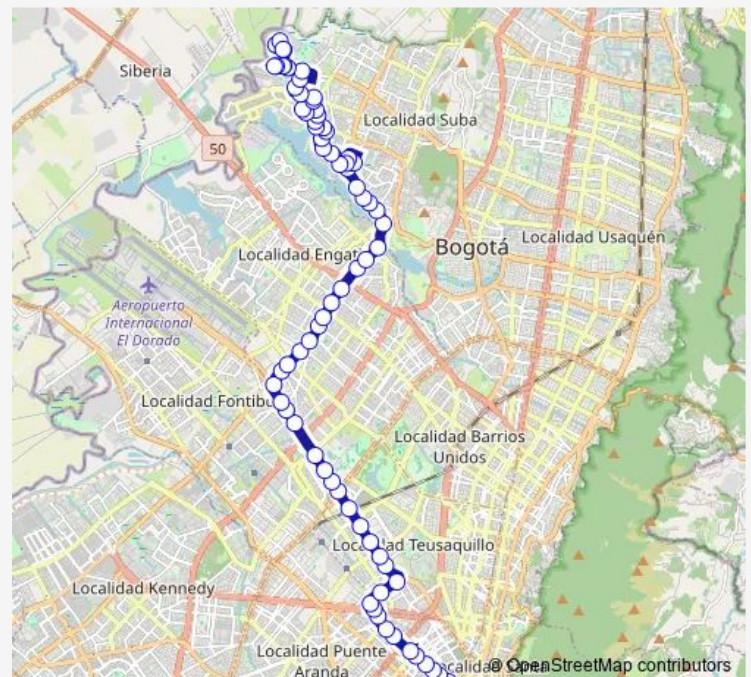 Siberia
Localidad Suba
50
Bogotá
Localidad Usaquén
Localidad Engat
Aeropuerto
Internacional
El Dorado
Localidad Fontib
Localidad Barrios
Unidos
Localidad Teusaquillo
Localidad Kennedy
Localidad Puente
Aranda
© OpenStreetMap contributors